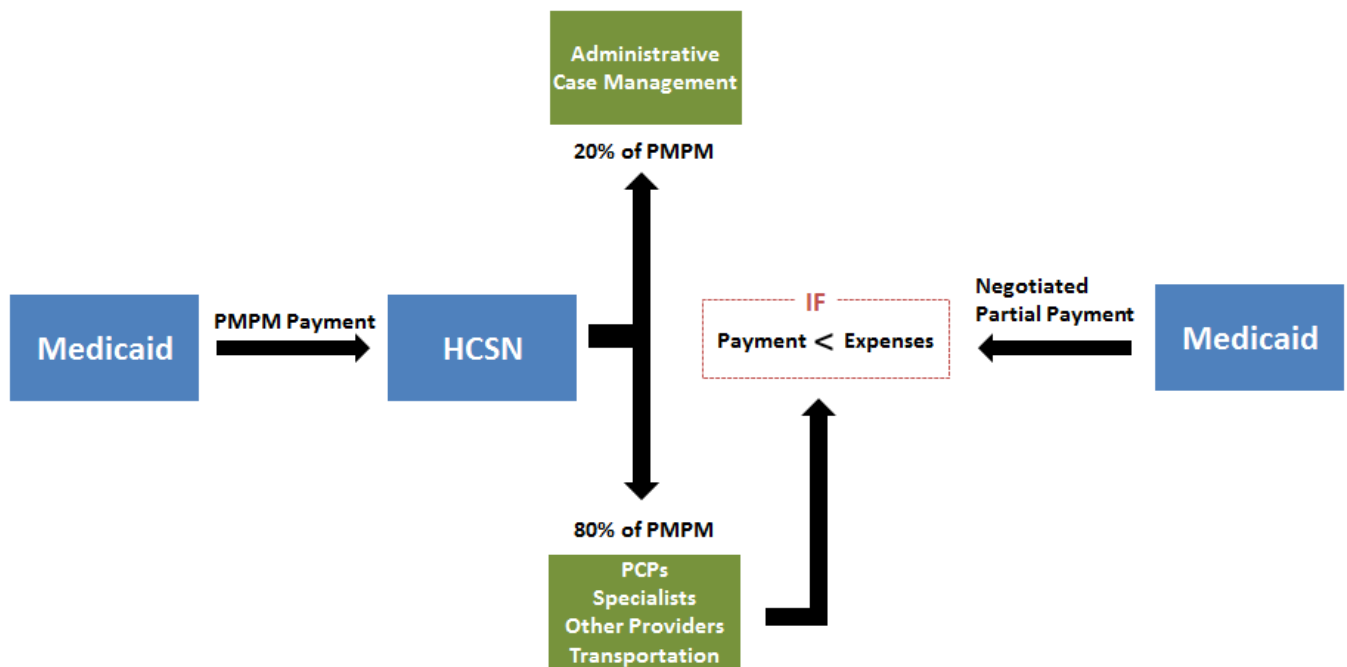 Administrative
Case Management
20% of PMPM
Medicaid
PMPM Payment
HCSN
IF
Payment < Expenses
Negotiated
Partial Payment
Medicaid
80% of PMPM
PCPs
Specialists
Other Providers
Transportation